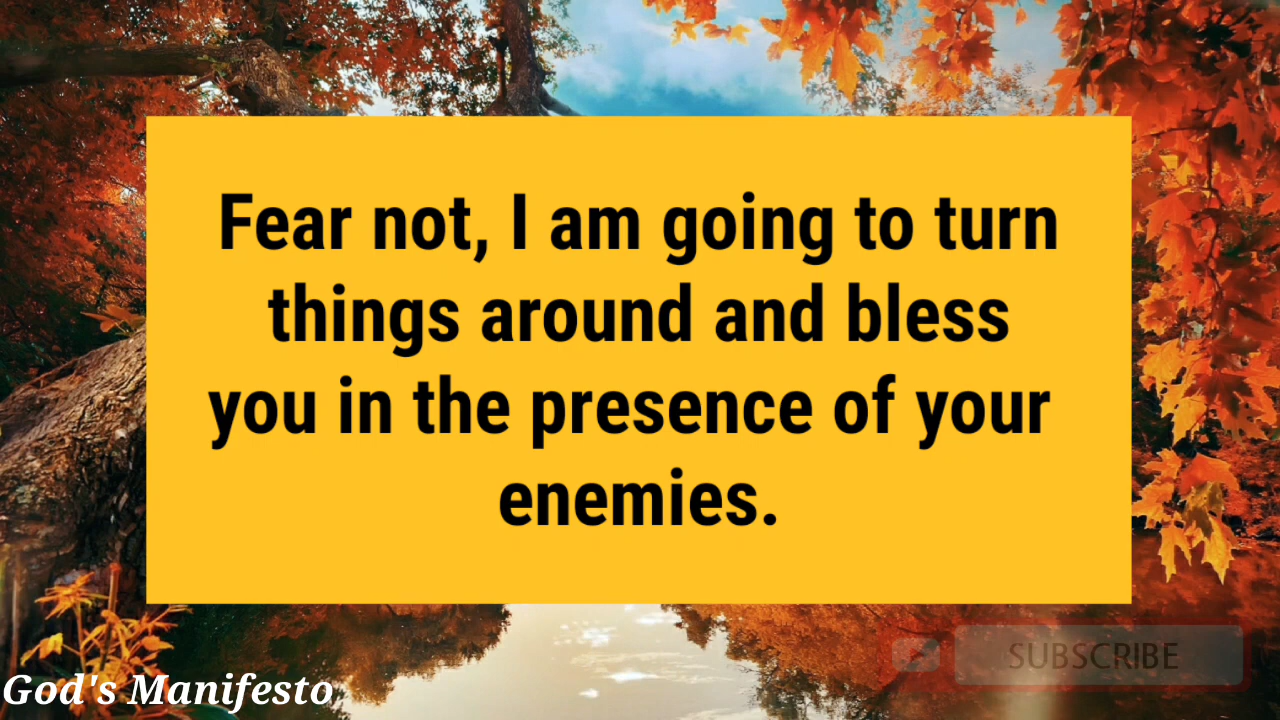 Fear not, I am going to turn
things around and bless
you in the presence of your
enemies.
SUBSCRIBE
God's Manifesto